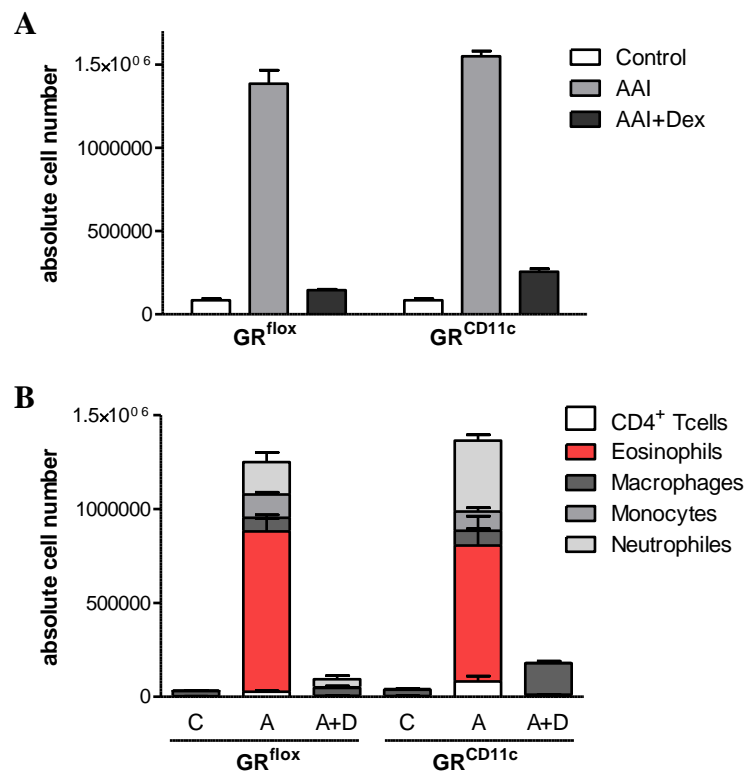 A
absolute cell number
1.5×10⁰⁶
1000000
500000
0
Control
AAI
AAI+Dex
GRᶠˡᵒˣ
GRᶜᴰ¹¹ᶜ
B
absolute cell number
1.5×10⁰⁶
1000000
500000
0
CD4⁺ Tcells
Eosinophils
Macrophages
Monocytes
Neutrophiles
C A A+D C A A+D
GRᶠˡᵒˣ
GRᶜᴰ¹¹ᶜ